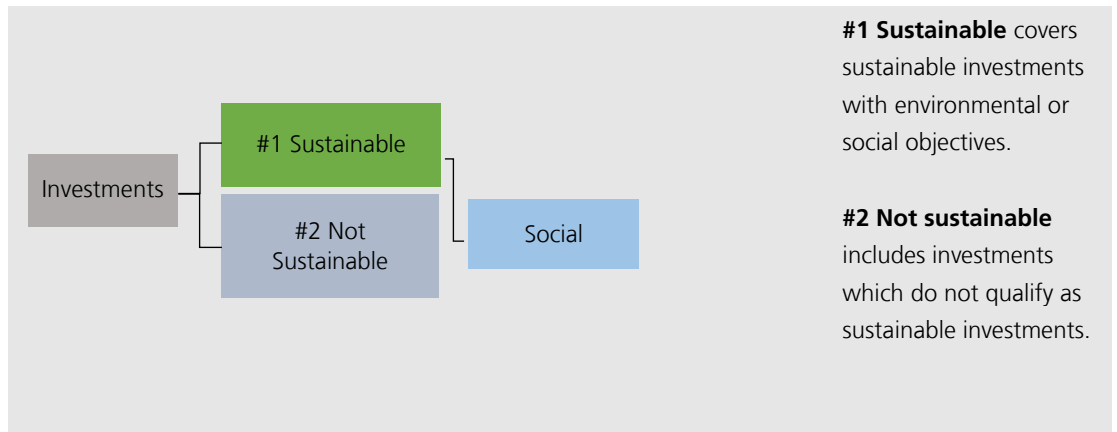 Investments
#1 Sustainable
#2 Not
Sustainable
Social
#1 Sustainable covers
sustainable investments
with environmental or
social objectives.
#2 Not sustainable
includes investments
which do not qualify as
sustainable investments.